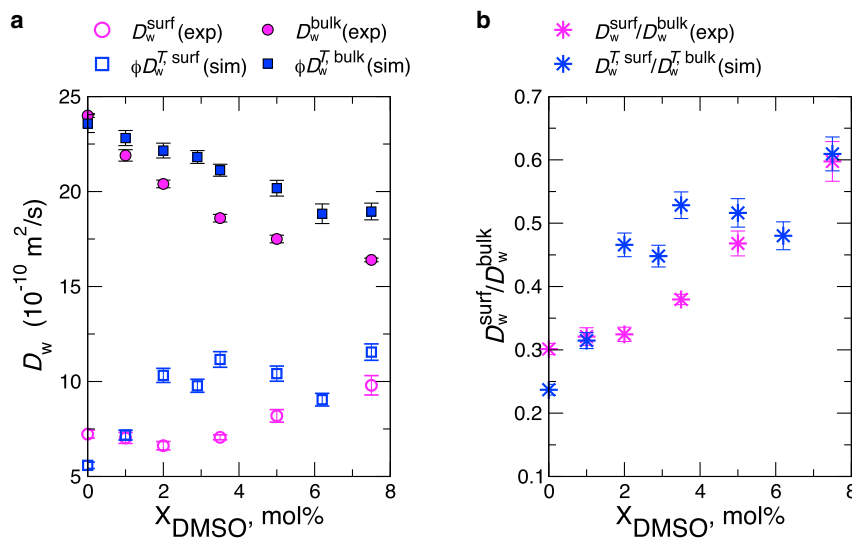 a
D_w^surf (exp)
D_w^bulk (exp)
ϕD_w^T, surf (sim)
ϕD_w^T, bulk (sim)
25
20
15
10
5
D_w (10^-10 m^2/s)
0 2 4 6 8
X_DMSO, mol%
b
D_w^surf/D_w^bulk (exp)
D_w^T, surf/D_w^T, bulk (sim)
0.7
0.6
0.5
0.4
0.3
0.2
0.1
D_w^surf/D_w^bulk
0 2 4 6 8
X_DMSO, mol%